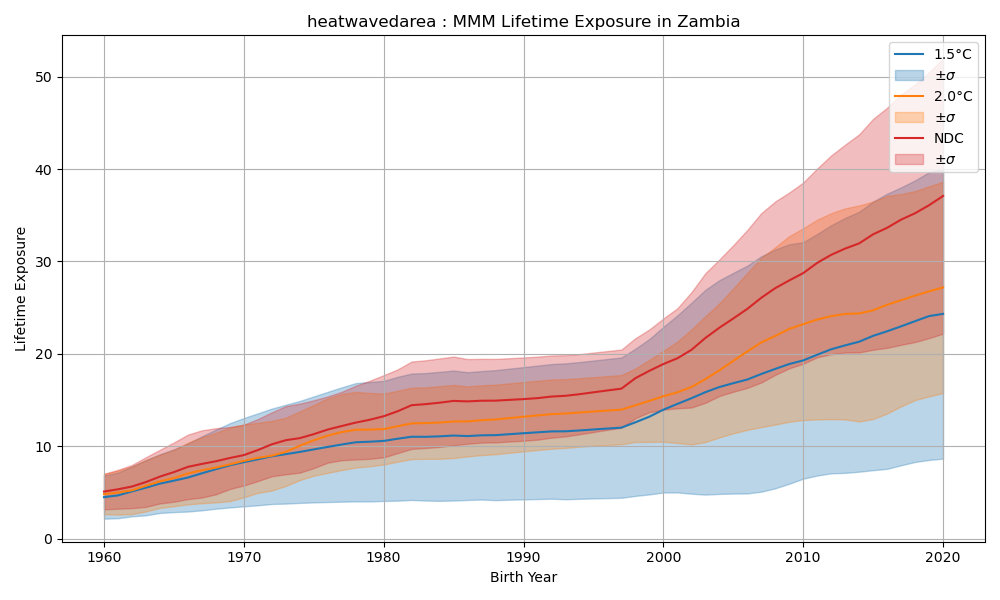 heatwavedarea : MMM Lifetime Exposure in Zambia
1.5°C
±σ
2.0°C
±σ
NDC
±σ
Lifetime Exposure
50
40
30
20
10
0
1960 1970 1980 1990 2000 2010 2020
Birth Year